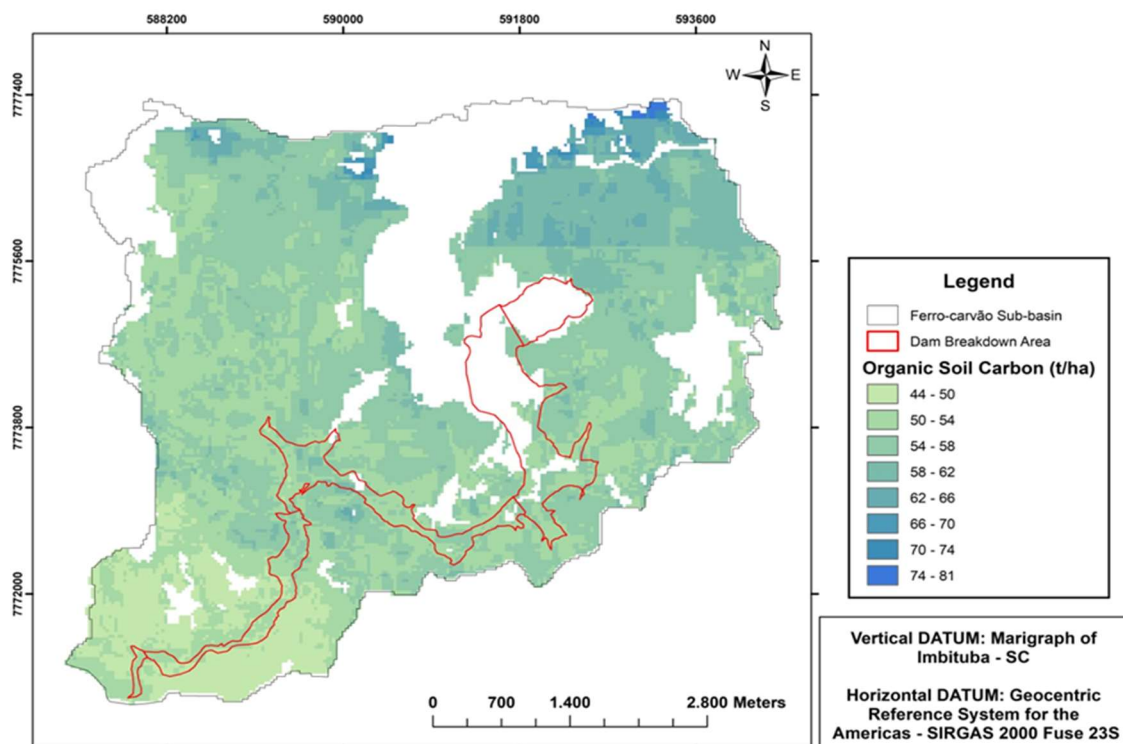 588200 590000 591800 593600
N
W E
S
7777400
7775600
7773800
7772000
Legend
Ferro-carvão Sub-basin
Dam Breakdown Area
Organic Soil Carbon (t/ha)
44 - 50
50 - 54
54 - 58
58 - 62
62 - 66
66 - 70
70 - 74
74 - 81
0 700 1.400 2.800 Meters
Vertical DATUM: Marigraph of
Imbituba - SC
Horizontal DATUM: Geocentric
Reference System for the
Americas - SIRGAS 2000 Fuse 23S